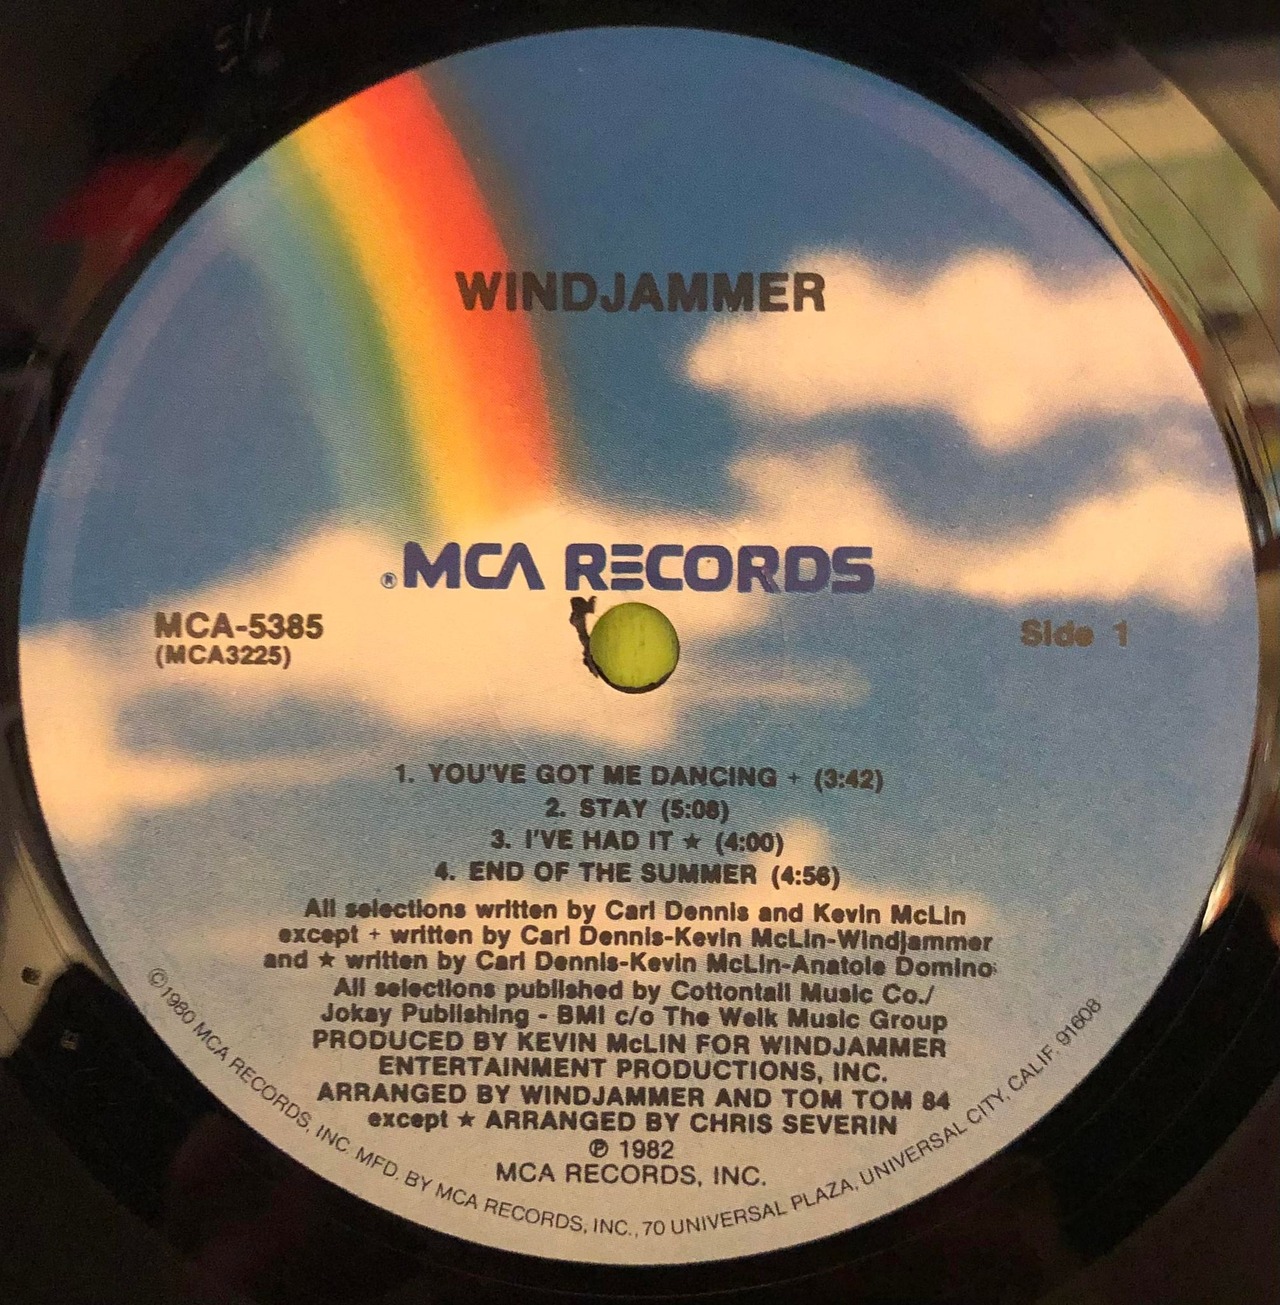 WINDJAMMER
®MCA RECORDS
MCA-5385
(MCA3225)
Side 1
1. YOU'VE GOT ME DANCING + (3:42)
2. STAY (5:08)
3. I'VE HAD IT ★ (4:00)
4. END OF THE SUMMER (4:56)
All selections written by Carl Dennis and Kevin McLin
except + written by Carl Dennis-Kevin McLin-Windjammer
and ★ written by Carl Dennis-Kevin McLin-Anatole Domino
All selections published by Cottontail Music Co./
Jokay Publishing - BMI c/o The Welk Music Group
PRODUCED BY KEVIN McLIN FOR WINDJAMMER
ENTERTAINMENT PRODUCTIONS, INC.
ARRANGED BY WINDJAMMER AND TOM TOM 84
except ★ ARRANGED BY CHRIS SEVERIN
℗ 1982
MCA RECORDS, INC.
©1980 MCA RECORDS, INC. MFD. BY MCA RECORDS, INC., 70 UNIVERSAL PLAZA, UNIVERSAL CITY, CALIF. 91608